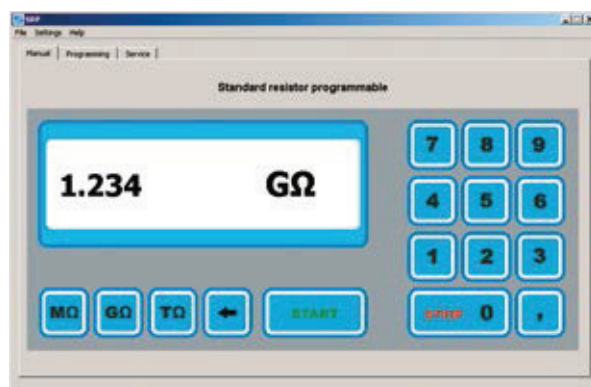 SRP
File Settings Help
Manual Programming Service
Standard resistor programmable
1.234 GΩ
7 8 9
4 5 6
1 2 3
MΩ GΩ TΩ ← START
0 ,